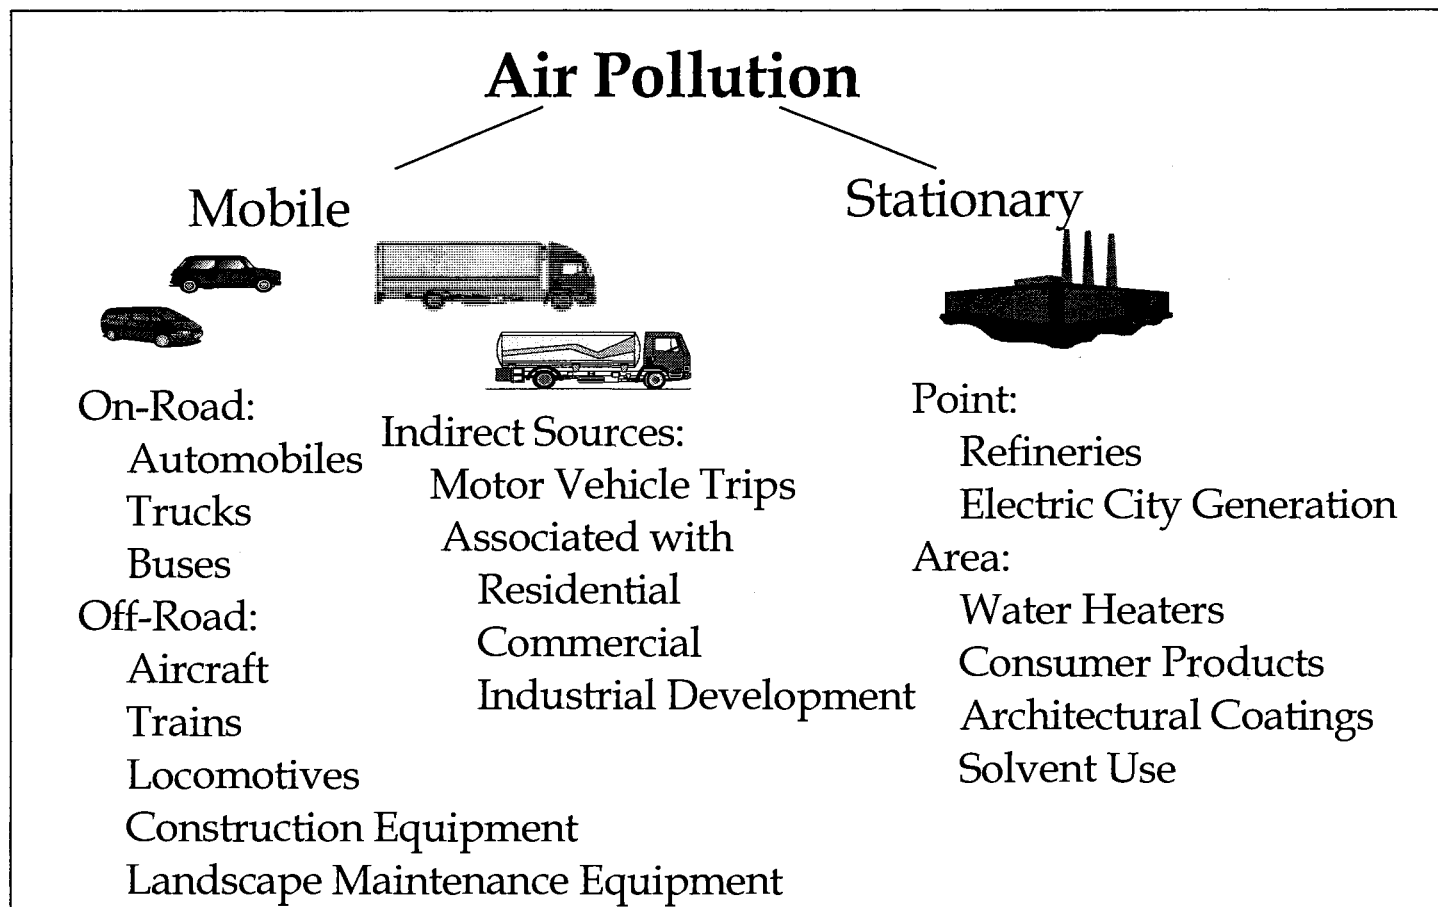 Air Pollution
Mobile
Stationary
On-Road:
Automobiles
Trucks
Buses
Off-Road:
Aircraft
Trains
Locomotives
Construction Equipment
Landscape Maintenance Equipment
Indirect Sources:
Motor Vehicle Trips
Associated with
Residential
Commercial
Industrial Development
Point:
Refineries
Electric City Generation
Area:
Water Heaters
Consumer Products
Architectural Coatings
Solvent Use